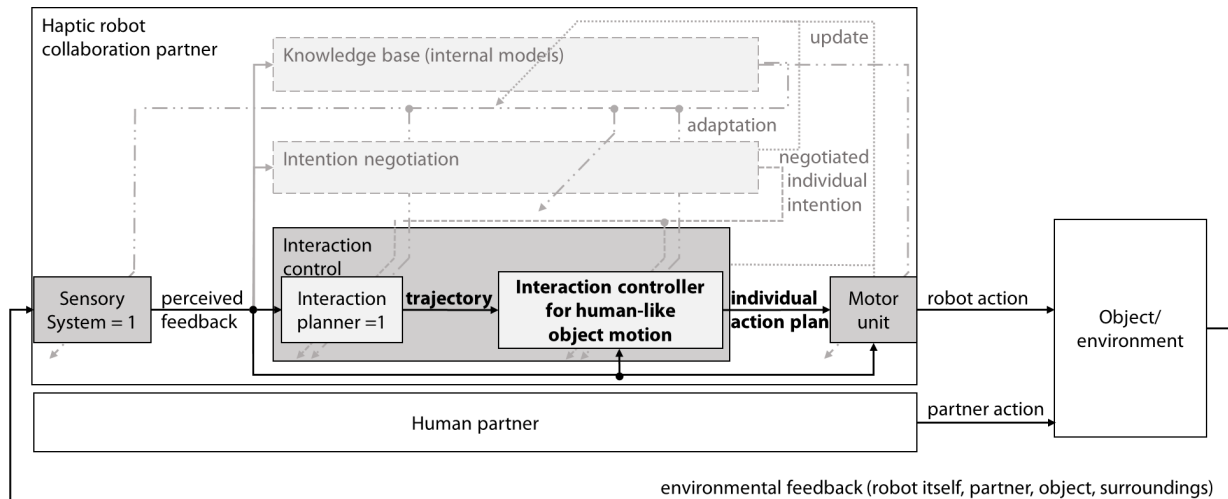 Haptic robot
collaboration partner
update
Knowledge base (internal models)
adaptation
Intention negotiation
negotiated
individual
intention
Interaction
control
Sensory
System = 1
perceived
feedback
Interaction
planner =1
trajectory
Interaction controller
for human-like
object motion
individual
action plan
Motor
unit
robot action
Object/
environment
partner action
Human partner
environmental feedback (robot itself, partner, object, surroundings)